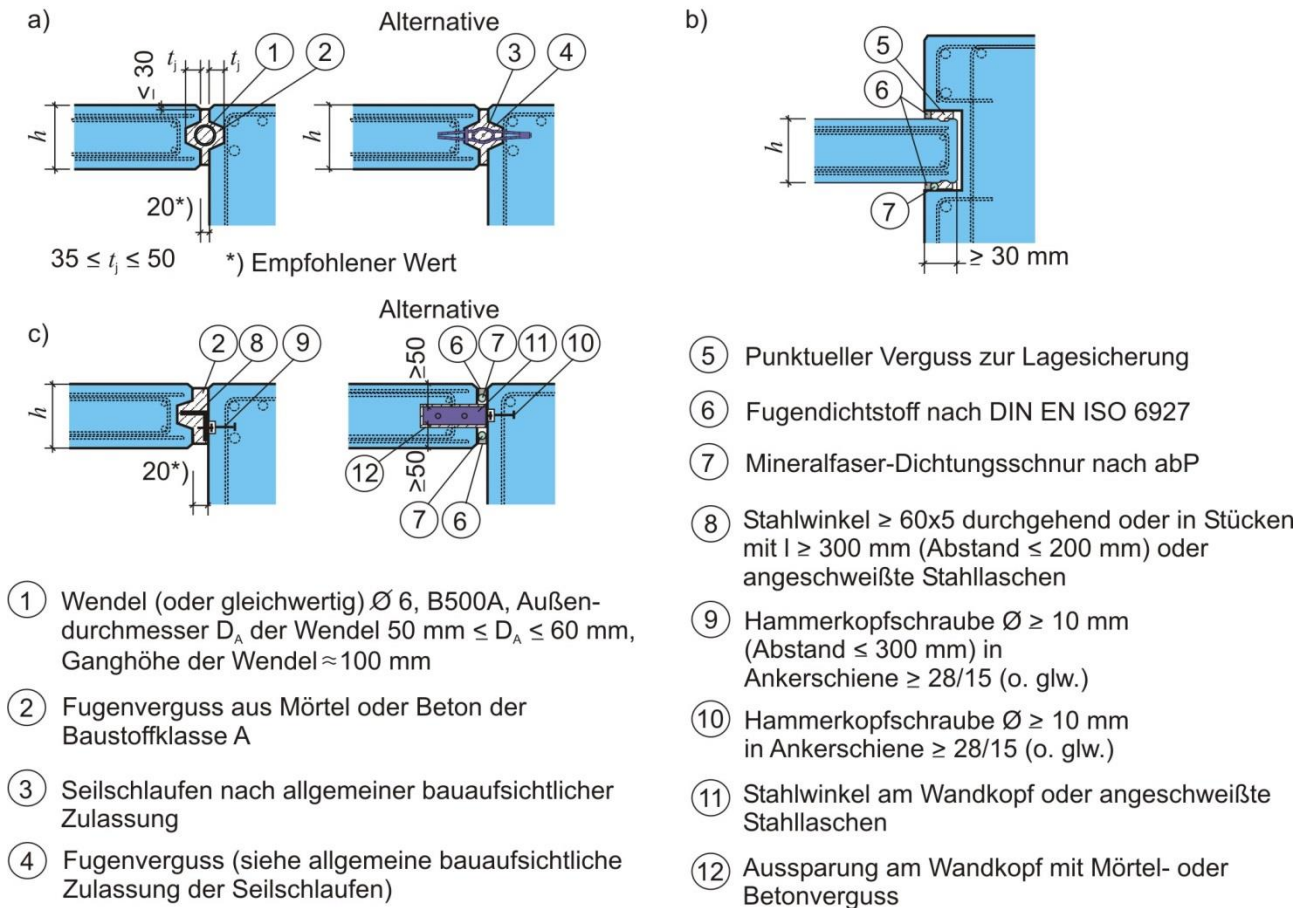 a)
Alternative
b)
1
2
3
4
5
6
7
tj
tj
≤ 30
h
h
h
20*)
35 ≤ tj ≤ 50
*) Empfohlener Wert
≥ 30 mm
c)
Alternative
2
8
9
6
7
11
10
≥50
h
20*)
12
≥50
7
6
1 Wendel (oder gleichwertig) Ø 6, B500A, Außen-
durchmesser DA der Wendel 50 mm ≤ DA ≤ 60 mm,
Ganghöhe der Wendel ≈ 100 mm
2 Fugenverguss aus Mörtel oder Beton der
Baustoffklasse A
3 Seilschlaufen nach allgemeiner bauaufsichtlicher
Zulassung
4 Fugenverguss (siehe allgemeine bauaufsichtliche
Zulassung der Seilschlaufen)
5 Punktueller Verguss zur Lagesicherung
6 Fugendichtstoff nach DIN EN ISO 6927
7 Mineralfaser-Dichtungsschnur nach abP
8 Stahlwinkel ≥ 60x5 durchgehend oder in Stücken
mit l ≥ 300 mm (Abstand ≤ 200 mm) oder
angeschweißte Stahllaschen
9 Hammerkopfschraube Ø ≥ 10 mm
(Abstand ≤ 300 mm) in
Ankerschiene ≥ 28/15 (o. glw.)
10 Hammerkopfschraube Ø ≥ 10 mm
in Ankerschiene ≥ 28/15 (o. glw.)
11 Stahlwinkel am Wandkopf oder angeschweißte
Stahllaschen
12 Aussparung am Wandkopf mit Mörtel- oder
Betonverguss